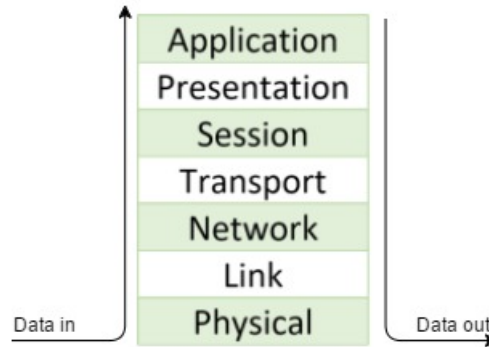 Application
Presentation
Session
Transport
Network
Link
Physical
Data in
Data out